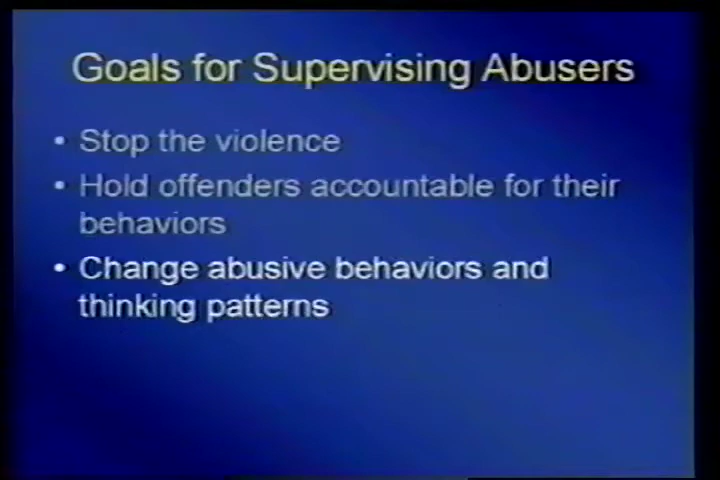 Goals for Supervising Abusers
• Stop the violence
• Hold offenders accountable for their
behaviors
• Change abusive behaviors and
thinking patterns